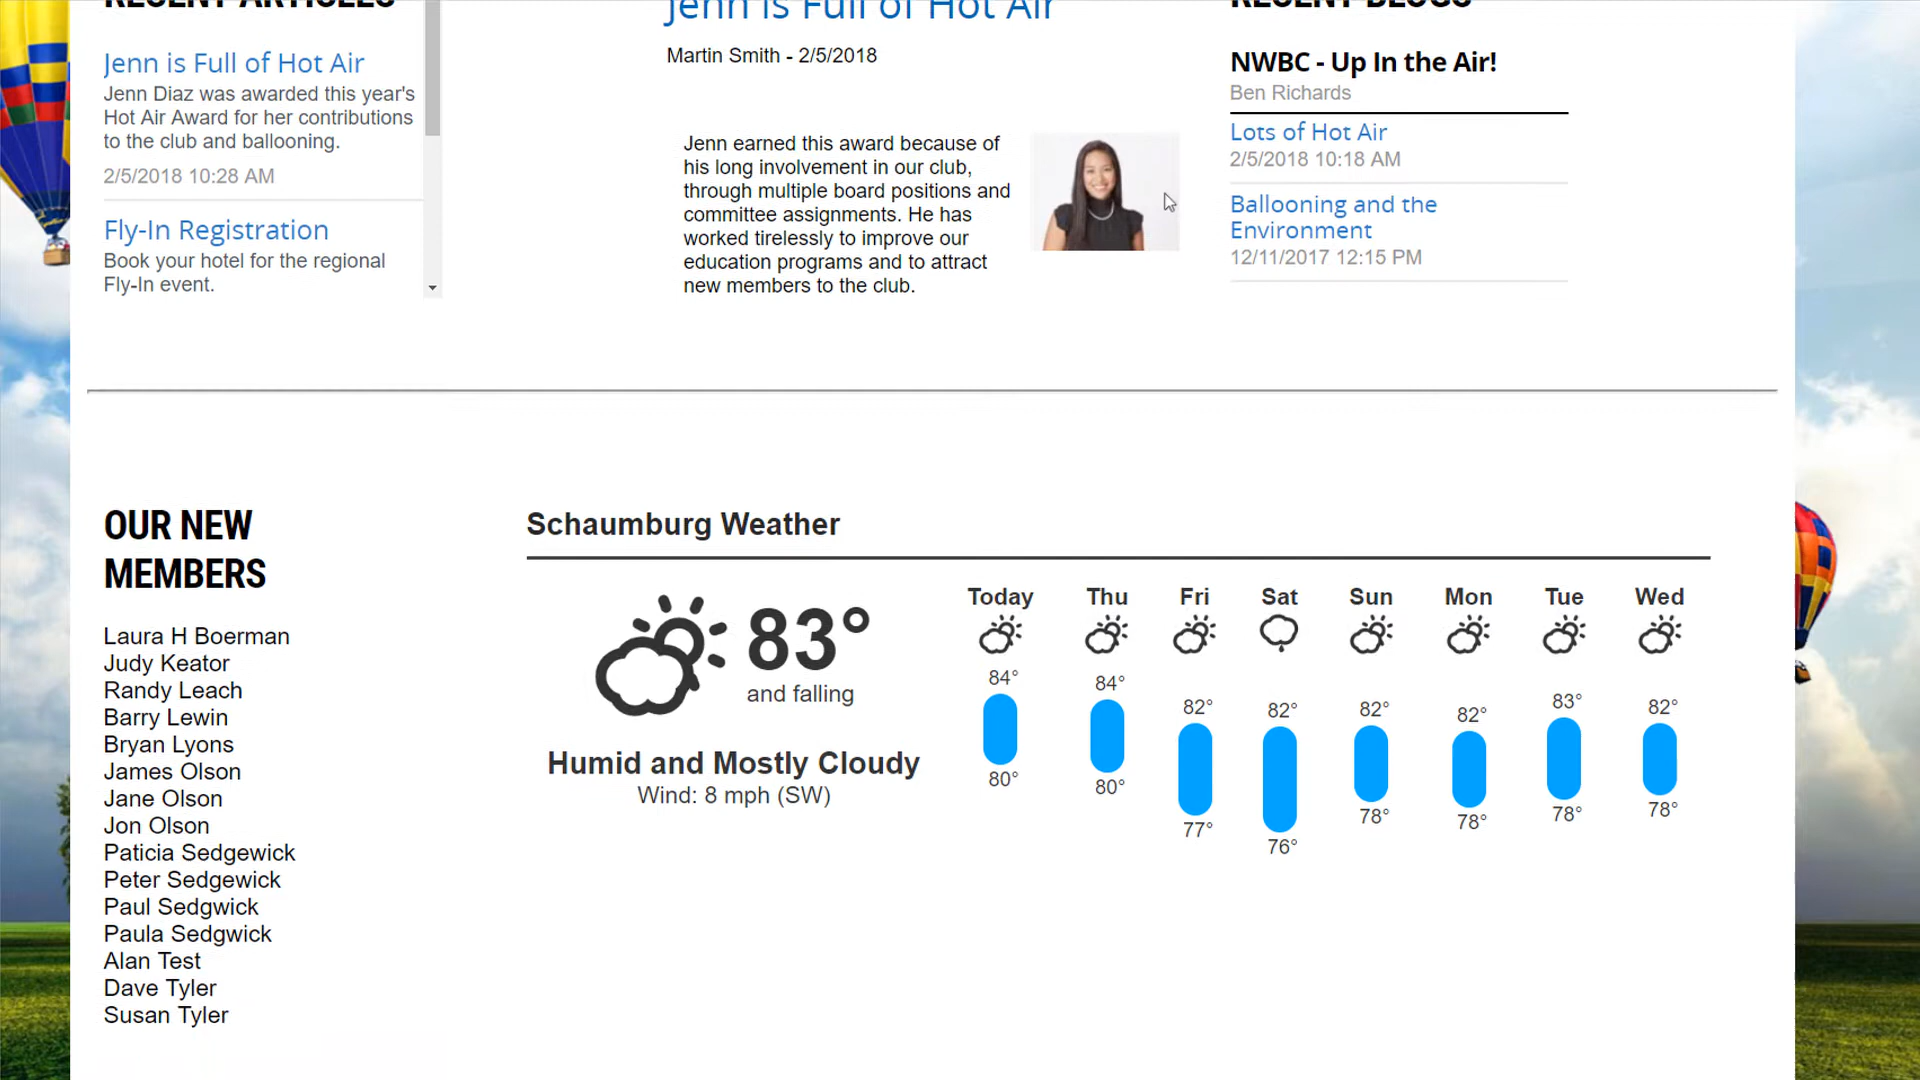 RECENT ARTICLES
Jenn is Full of Hot Air
Jenn Diaz was awarded this year's
Hot Air Award for her contributions
to the club and ballooning.
2/5/2018 10:28 AM
Fly-In Registration
Book your hotel for the regional
Fly-In event.
Jenn is Full of Hot Air
Martin Smith - 2/5/2018
Jenn earned this award because of
his long involvement in our club,
through multiple board positions and
committee assignments. He has
worked tirelessly to improve our
education programs and to attract
new members to the club.
RECENT BLOGS
NWBC - Up In the Air!
Ben Richards
Lots of Hot Air
2/5/2018 10:18 AM
Ballooning and the
Environment
12/11/2017 12:15 PM
OUR NEW
MEMBERS
Laura H Boerman
Judy Keator
Randy Leach
Barry Lewin
Bryan Lyons
James Olson
Jane Olson
Jon Olson
Paticia Sedgewick
Peter Sedgewick
Paul Sedgwick
Paula Sedgwick
Alan Test
Dave Tyler
Susan Tyler
Schaumburg Weather
83°
and falling
Humid and Mostly Cloudy
Wind: 8 mph (SW)
Today Thu Fri Sat Sun Mon Tue Wed
84° 84° 82° 82° 82° 82° 83° 82°
80° 80° 77° 76° 78° 78° 78° 78°